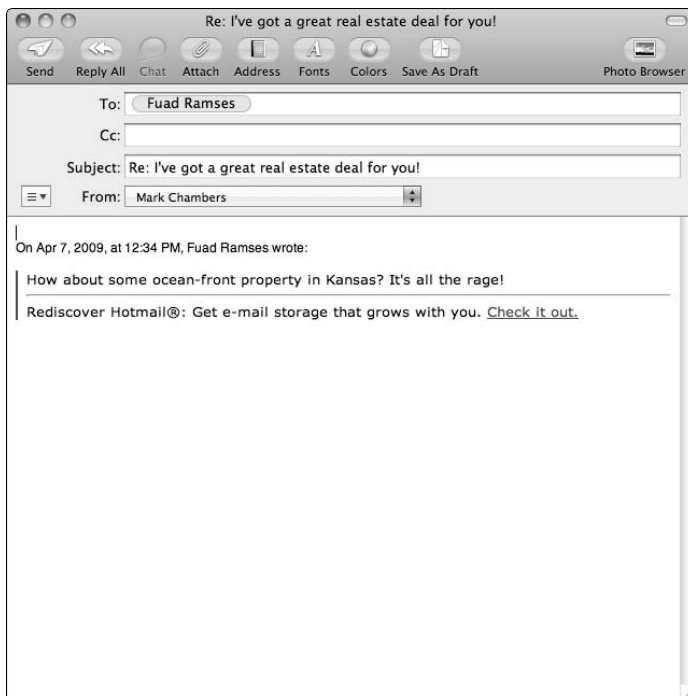 Re: I've got a great real estate deal for you!
Send Reply All Chat Attach Address Fonts Colors Save As Draft Photo Browser
To: Fuad Ramses
Cc:
Subject: Re: I've got a great real estate deal for you!
From: Mark Chambers
On Apr 7, 2009, at 12:34 PM, Fuad Ramses wrote:
How about some ocean-front property in Kansas? It's all the rage!
Rediscover Hotmail®: Get e-mail storage that grows with you. Check it out.